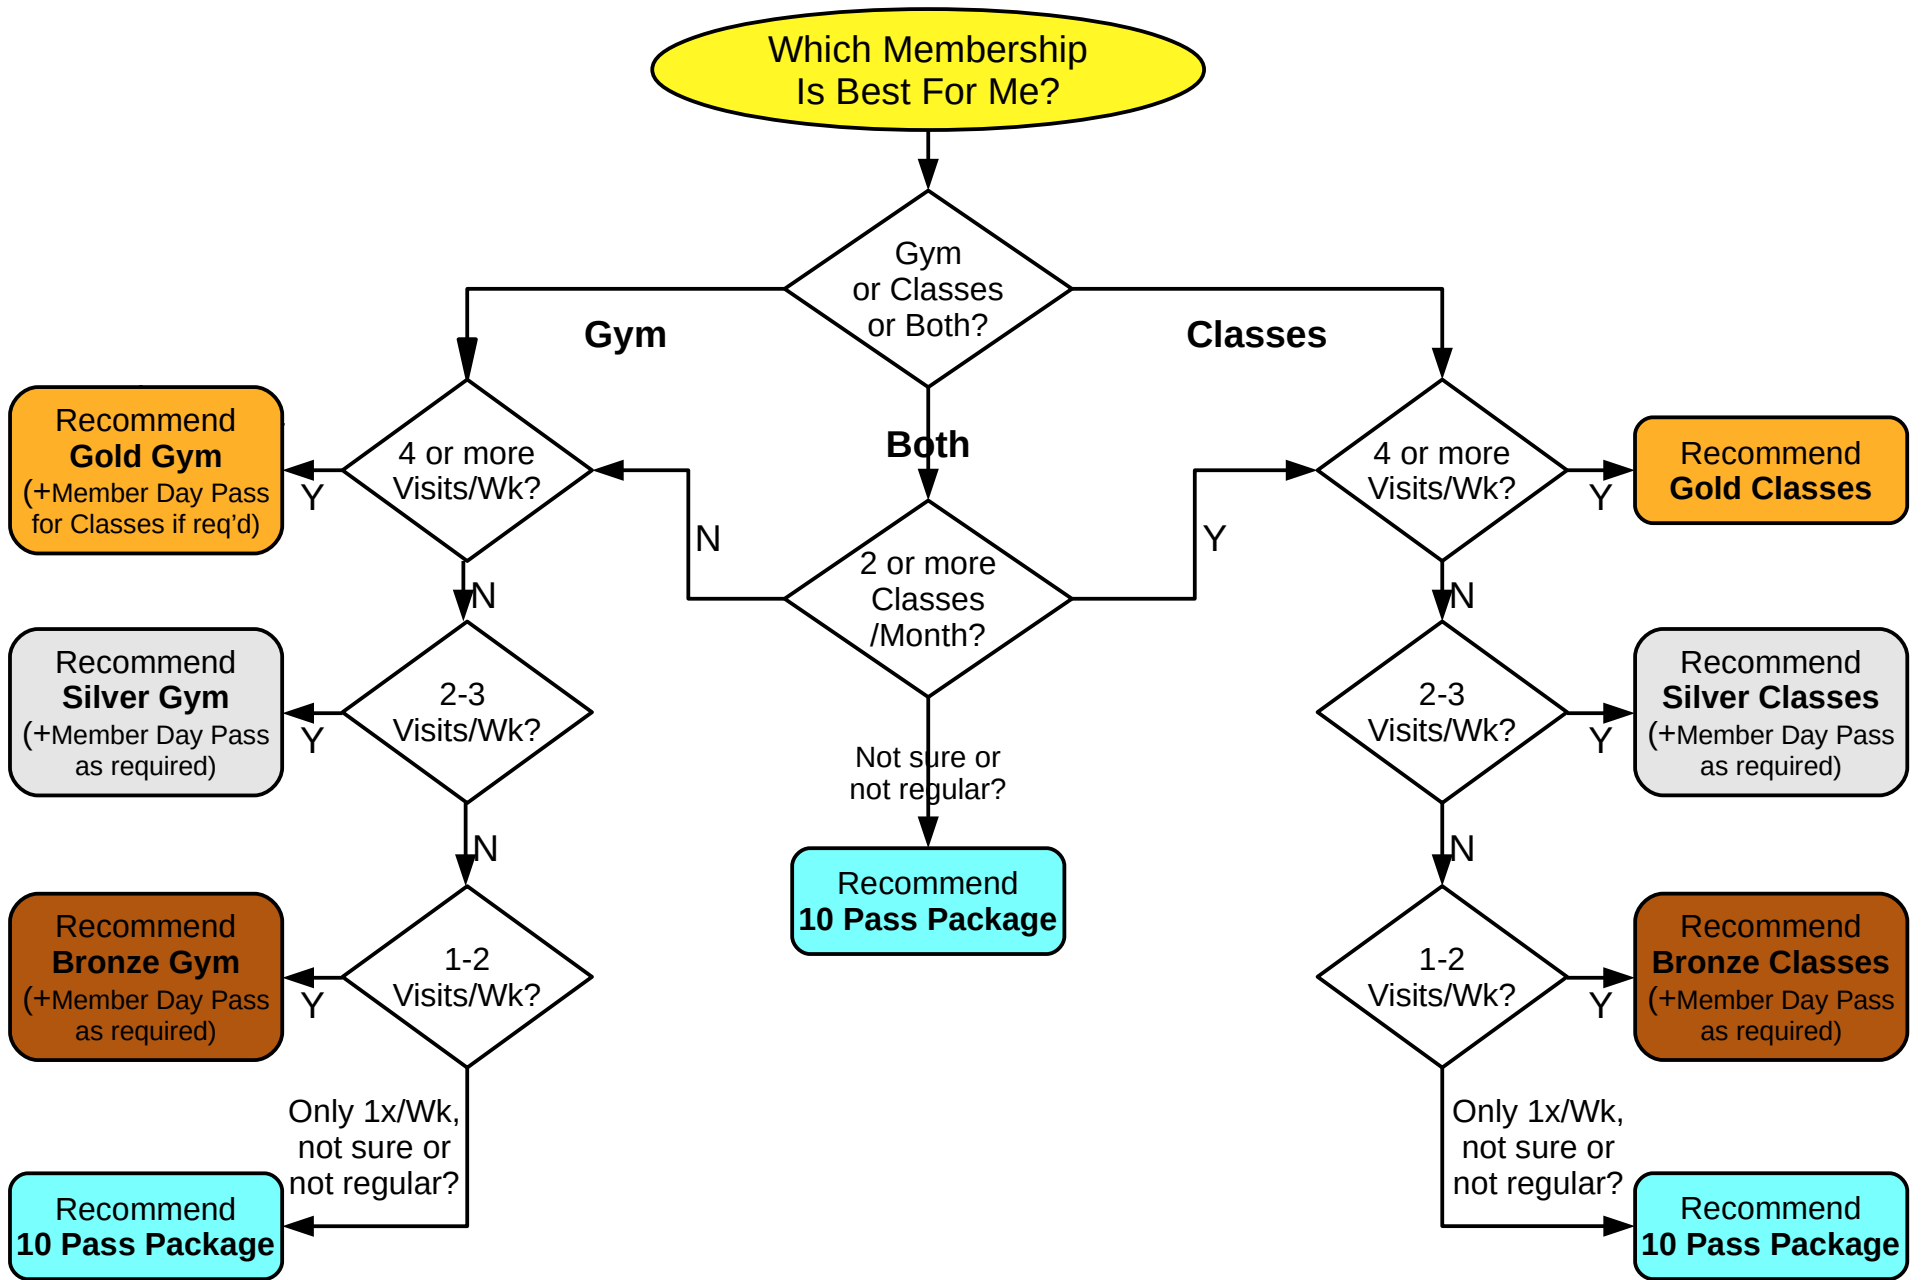 Which Membership
Is Best For Me?
Gym
or Classes
or Both?
Gym
Classes
Both
Recommend
Gold Gym
(+Member Day Pass
for Classes if req’d)
Y
4 or more
Visits/Wk?
N
N
2 or more
Classes
/Month?
Y
4 or more
Visits/Wk?
Y
Recommend
Gold Classes
N
Recommend
Silver Gym
(+Member Day Pass
as required)
Y
2-3
Visits/Wk?
N
Not sure or
not regular?
Recommend
10 Pass Package
2-3
Visits/Wk?
Y
Recommend
Silver Classes
(+Member Day Pass
as required)
N
Recommend
Bronze Gym
(+Member Day Pass
as required)
Y
1-2
Visits/Wk?
1-2
Visits/Wk?
Y
Recommend
Bronze Classes
(+Member Day Pass
as required)
Only 1x/Wk,
not sure or
not regular?
Recommend
10 Pass Package
Only 1x/Wk,
not sure or
not regular?
Recommend
10 Pass Package